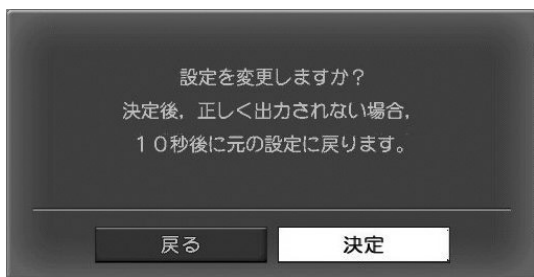 設定を変更しますか？
決定後，正しく出力されない場合，
１０秒後に元の設定に戻ります。
戻る
決定